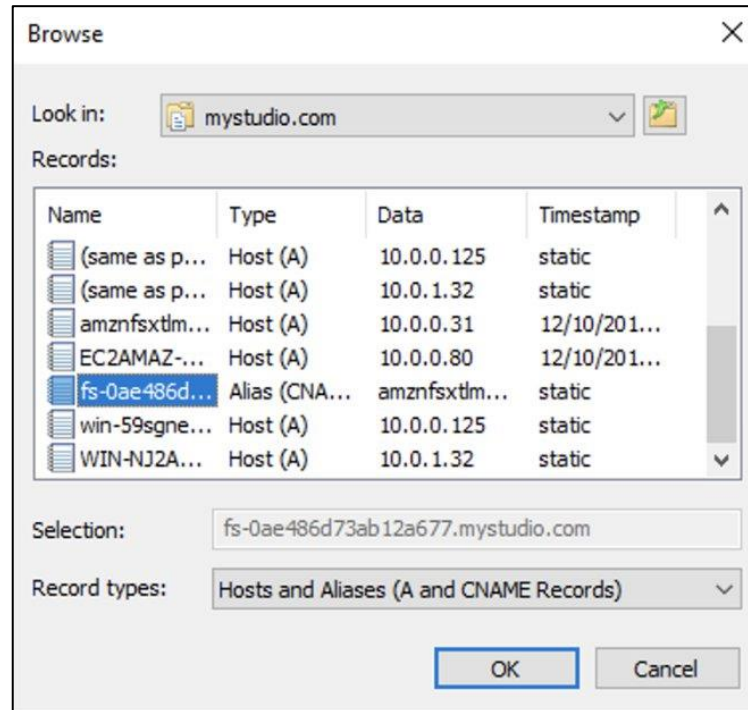 Browse
Look in: mystudio.com
Records:
Name Type Data Timestamp
(same as p... Host (A) 10.0.0.125 static
(same as p... Host (A) 10.0.1.32 static
amznfsxtlm... Host (A) 10.0.0.31 12/10/201...
EC2AMAZ-... Host (A) 10.0.0.80 12/10/201...
fs-0ae486d... Alias (CNA... amznfsxtlm... static
win-59sgne... Host (A) 10.0.0.125 static
WIN-NJ2A... Host (A) 10.0.1.32 static
Selection: fs-0ae486d73ab12a677.mystudio.com
Record types: Hosts and Aliases (A and CNAME Records)
OK Cancel